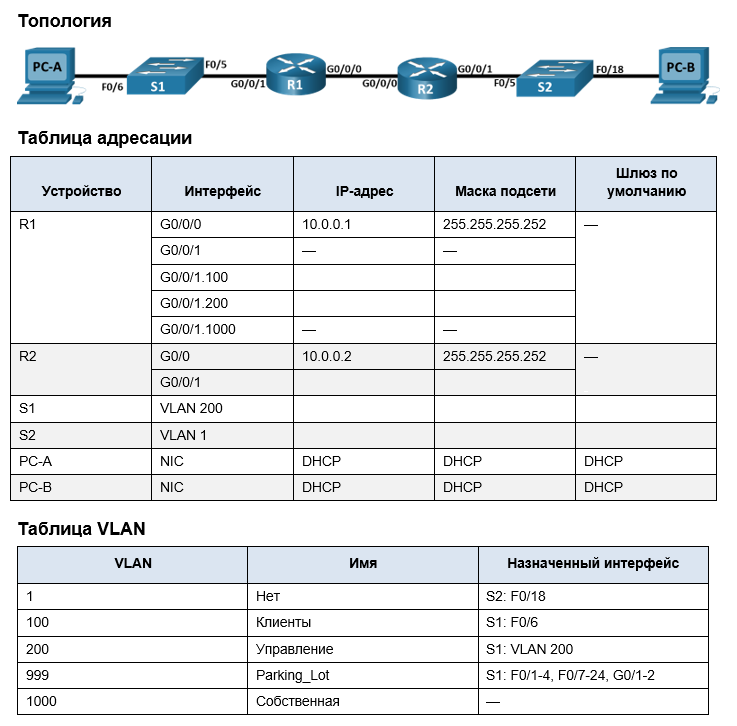 Топология
PC-A
F0/6
S1
F0/5
G0/0/1
R1
G0/0/0
G0/0/0
R2
G0/0/1
F0/5
S2
F0/18
PC-B
Таблица адресации
Устройство Интерфейс IP-адрес Маска подсети Шлюз по умолчанию
R1 G0/0/0 10.0.0.1 255.255.255.252 —
G0/0/1 — —
G0/0/1.100
G0/0/1.200
G0/0/1.1000 — —
R2 G0/0 10.0.0.2 255.255.255.252 —
G0/0/1
S1 VLAN 200
S2 VLAN 1
PC-A NIC DHCP DHCP DHCP
PC-B NIC DHCP DHCP DHCP
Таблица VLAN
VLAN Имя Назначенный интерфейс
1 Нет S2: F0/18
100 Клиенты S1: F0/6
200 Управление S1: VLAN 200
999 Parking_Lot S1: F0/1-4, F0/7-24, G0/1-2
1000 Собственная —